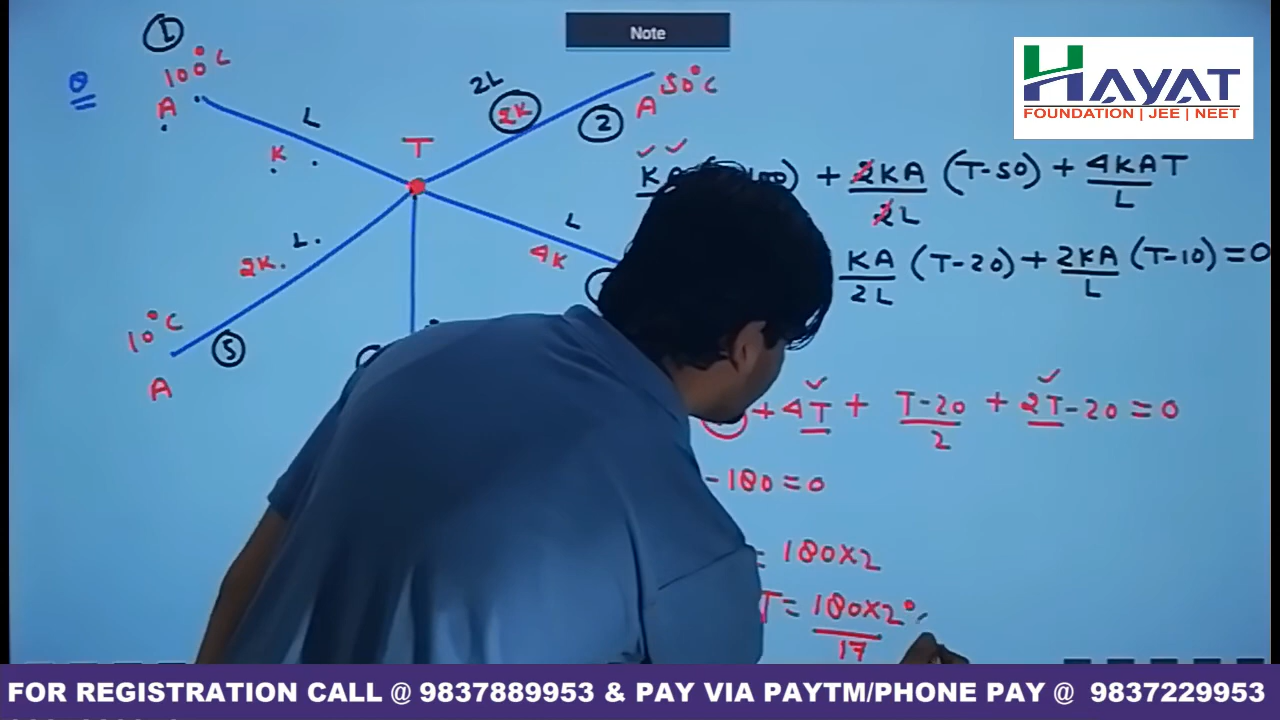 Note
HAYAT
FOUNDATION | JEE | NEET
1
Q
100°C
A
L
K
T
2L
2K
2
A 50°C
L
4K
L
2K
10°C
A
5
KA + 2KA (T-50) + 4KAT
2L L
KA (T-20) + 2KA (T-10) = 0
2L L
+ 4T + T-20 + 2T-20 = 0
2
-180 = 0
= 180×2
T = 180×2°
17
FOR REGISTRATION CALL @ 9837889953 & PAY VIA PAYTM/PHONE PAY @ 9837229953